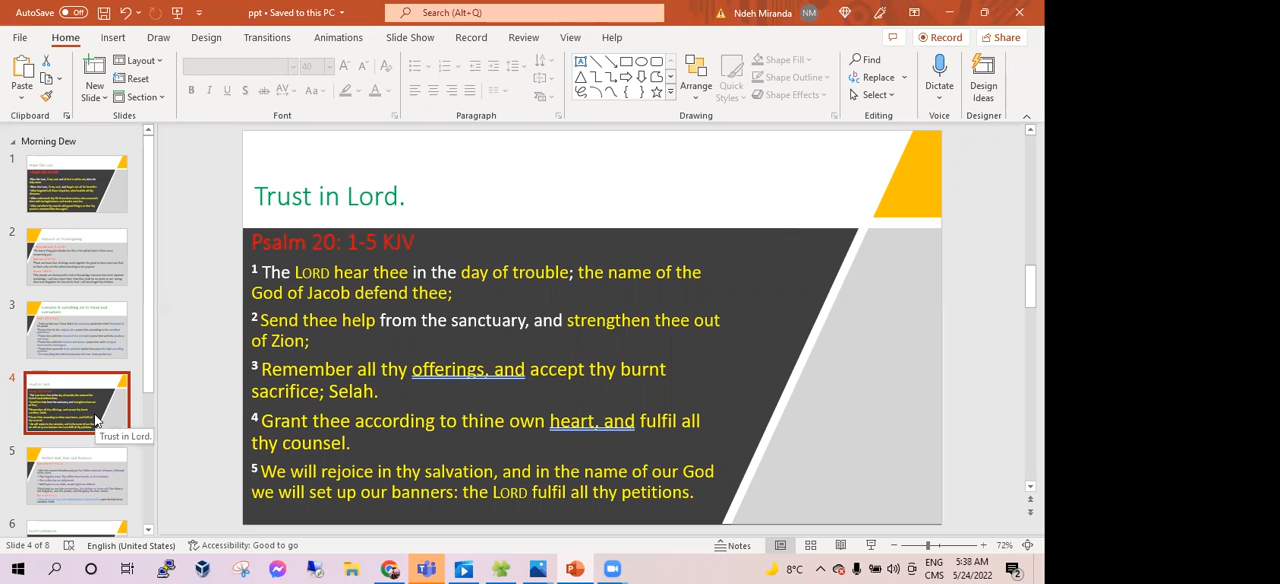 AutoSave Off ppt • Saved to this PC Search (Alt+Q) Ndeh Miranda NM
File Home Insert Draw Design Transitions Animations Slide Show Record Review View Help Record Share
Paste New Slide Layout Reset Section 40 Arrange Quick Styles Shape Fill Shape Outline Shape Effects Find Replace Select Dictate Design Ideas
Clipboard Slides Font Paragraph Drawing Editing Voice Designer
Morning Dew
1
2
3
4
Trust in Lord.
5
6
Trust in Lord.
Psalm 20: 1-5 KJV
1 The LORD hear thee in the day of trouble; the name of the
God of Jacob defend thee;
2 Send thee help from the sanctuary, and strengthen thee out
of Zion;
3 Remember all thy offerings, and accept thy burnt
sacrifice; Selah.
4 Grant thee according to thine own heart, and fulfil all
thy counsel.
5 We will rejoice in thy salvation, and in the name of our God
we will set up our banners: the LORD fulfil all thy petitions.
Slide 4 of 8 English (United States) Accessibility: Good to go Notes 72%
8°C ENG CMS 5:38 AM 5/24/2022 2